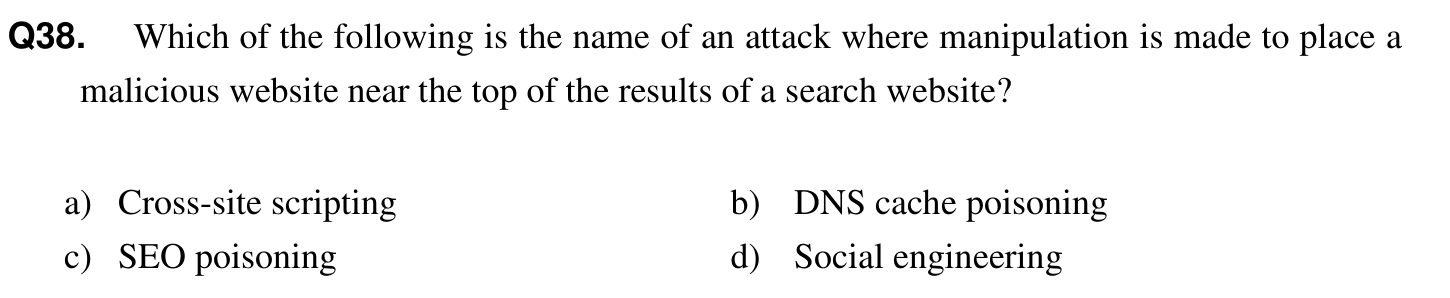 Q38. Which of the following is the name of an attack where manipulation is made to place a
malicious website near the top of the results of a search website?
a) Cross-site scripting b) DNS cache poisoning
c) SEO poisoning d) Social engineering